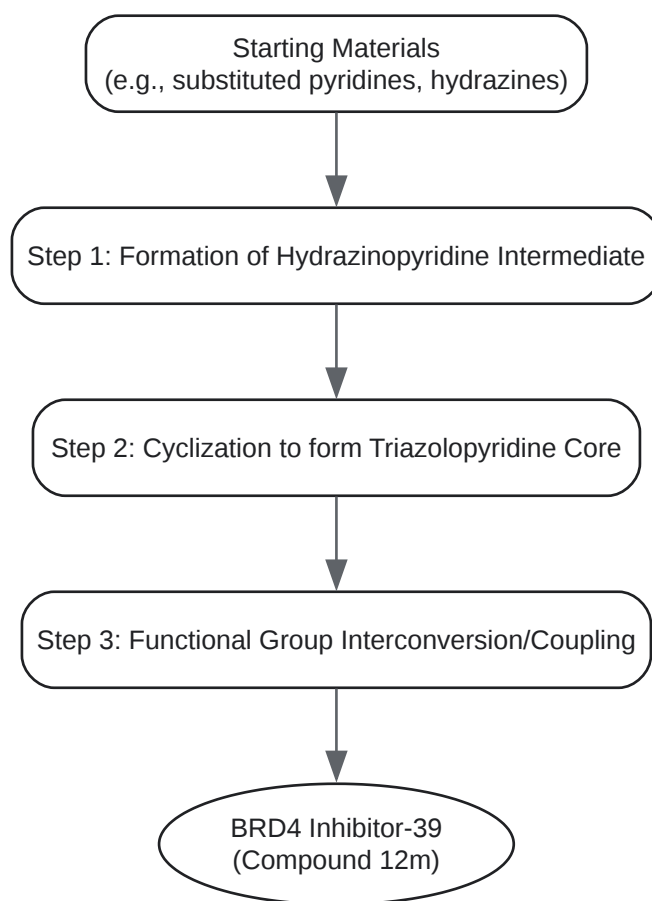 Starting Materials
(e.g., substituted pyridines, hydrazines)
Step 1: Formation of Hydrazinopyridine Intermediate
Step 2: Cyclization to form Triazolopyridine Core
Step 3: Functional Group Interconversion/Coupling
BRD4 Inhibitor-39
(Compound 12m)